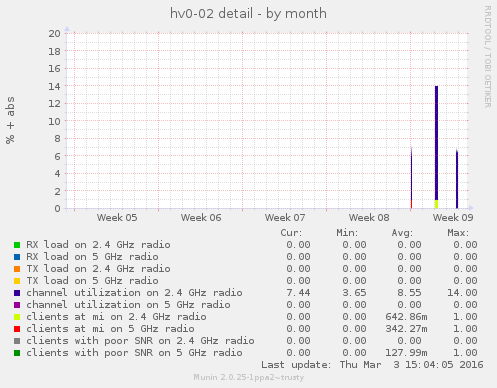 hv0-02 detail - by month
RRDTOOL / TOBI OETIKER
% + abs
20
18
16
14
12
10
8
6
4
2
0
Week 05 Week 06 Week 07 Week 08 Week 09
Cur: Min: Avg: Max:
RX load on 2.4 GHz radio 0.00 0.00 0.00 0.00
RX load on 5 GHz radio 0.00 0.00 0.00 0.00
TX load on 2.4 GHz radio 0.00 0.00 0.00 0.00
TX load on 5 GHz radio 0.00 0.00 0.00 0.00
channel utilization on 2.4 GHz radio 7.44 3.65 8.55 14.00
channel utilization on 5 GHz radio 0.00 0.00 0.00 0.00
clients at mi on 2.4 GHz radio 0.00 0.00 642.86m 1.00
clients at mi on 5 GHz radio 0.00 0.00 342.27m 1.00
clients with poor SNR on 2.4 GHz radio 0.00 0.00 0.00 0.00
clients with poor SNR on 5 GHz radio 0.00 0.00 127.99m 1.00
Last update: Thu Mar 3 15:04:05 2016
Munin 2.0.25-1ppa2~trusty